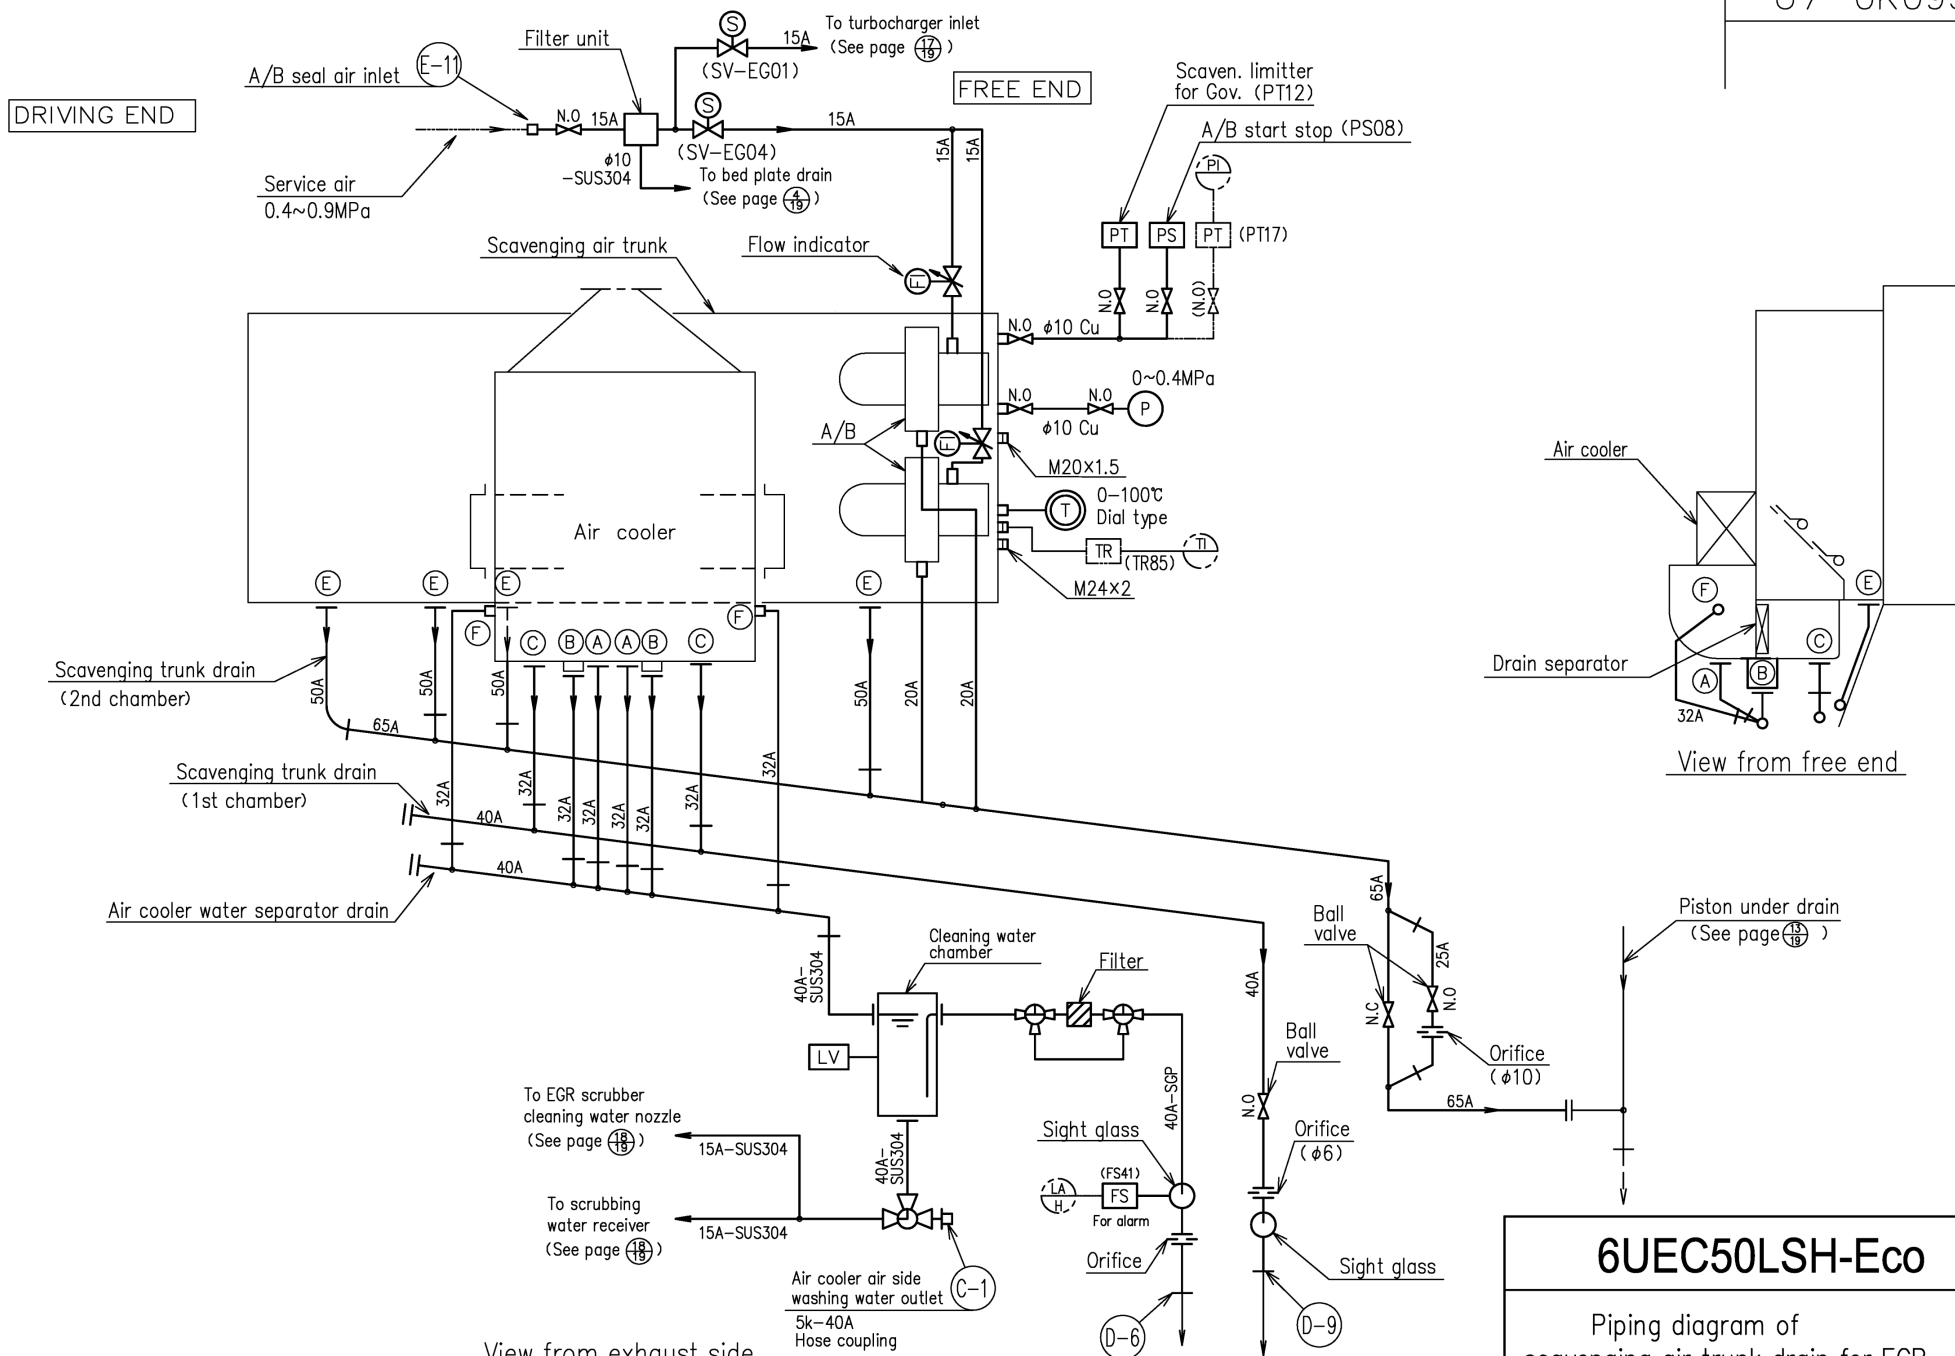 To turbocharger inlet
(See page 17/19)
15A
S
(SV-EG01)
Filter unit
E-11
A/B seal air inlet
DRIVING END
FREE END
N.O
15A
S
(SV-EG04)
15A
φ10
-SUS304
To bed plate drain
(See page 4/19)
Service air
0.4~0.9MPa
15A
15A
Scaven. limitter
for Gov. (PT12)
A/B start stop (PS08)
PI
PT
PS
PT
(PT17)
N.O
N.O
(N.O)
Scavenging air trunk
Flow indicator
FI
N.O
φ10 Cu
0~0.4MPa
N.O
N.O
P
φ10 Cu
A/B
FI
M20×1.5
T
0-100℃
Dial type
TR
(TR85)
TI
M24×2
Air cooler
E
E
E
E
F
F
C
B
A
A
B
C
Scavenging trunk drain
(2nd chamber)
50A
50A
50A
50A
20A
20A
65A
Scavenging trunk drain
(1st chamber)
32A
32A
32A
32A
32A
32A
32A
32A
40A
40A
Air cooler water separator drain
Air cooler
F
E
Drain separator
C
A
B
32A
View from free end
40A-
SUS304
Cleaning water
chamber
Filter
LV
40A
Ball
valve
65A
25A
N.C
N.O
Orifice
(φ10)
65A
Piston under drain
(See page 13/19)
Ball
valve
N.O
Orifice
(φ6)
40A-SGP
To EGR scrubber
cleaning water nozzle
(See page 18/19)
15A-SUS304
40A-
SUS304
To scrubbing
water receiver
(See page 18/19)
15A-SUS304
Sight glass
(FS41)
LA
H
FS
For alarm
Orifice
Sight glass
Air cooler air side
washing water outlet
C-1
5k-40A
Hose coupling
D-6
D-9
View from exhaust side
6UEC50LSH-Eco
Piping diagram of
scavenging air trunk drain for EGR